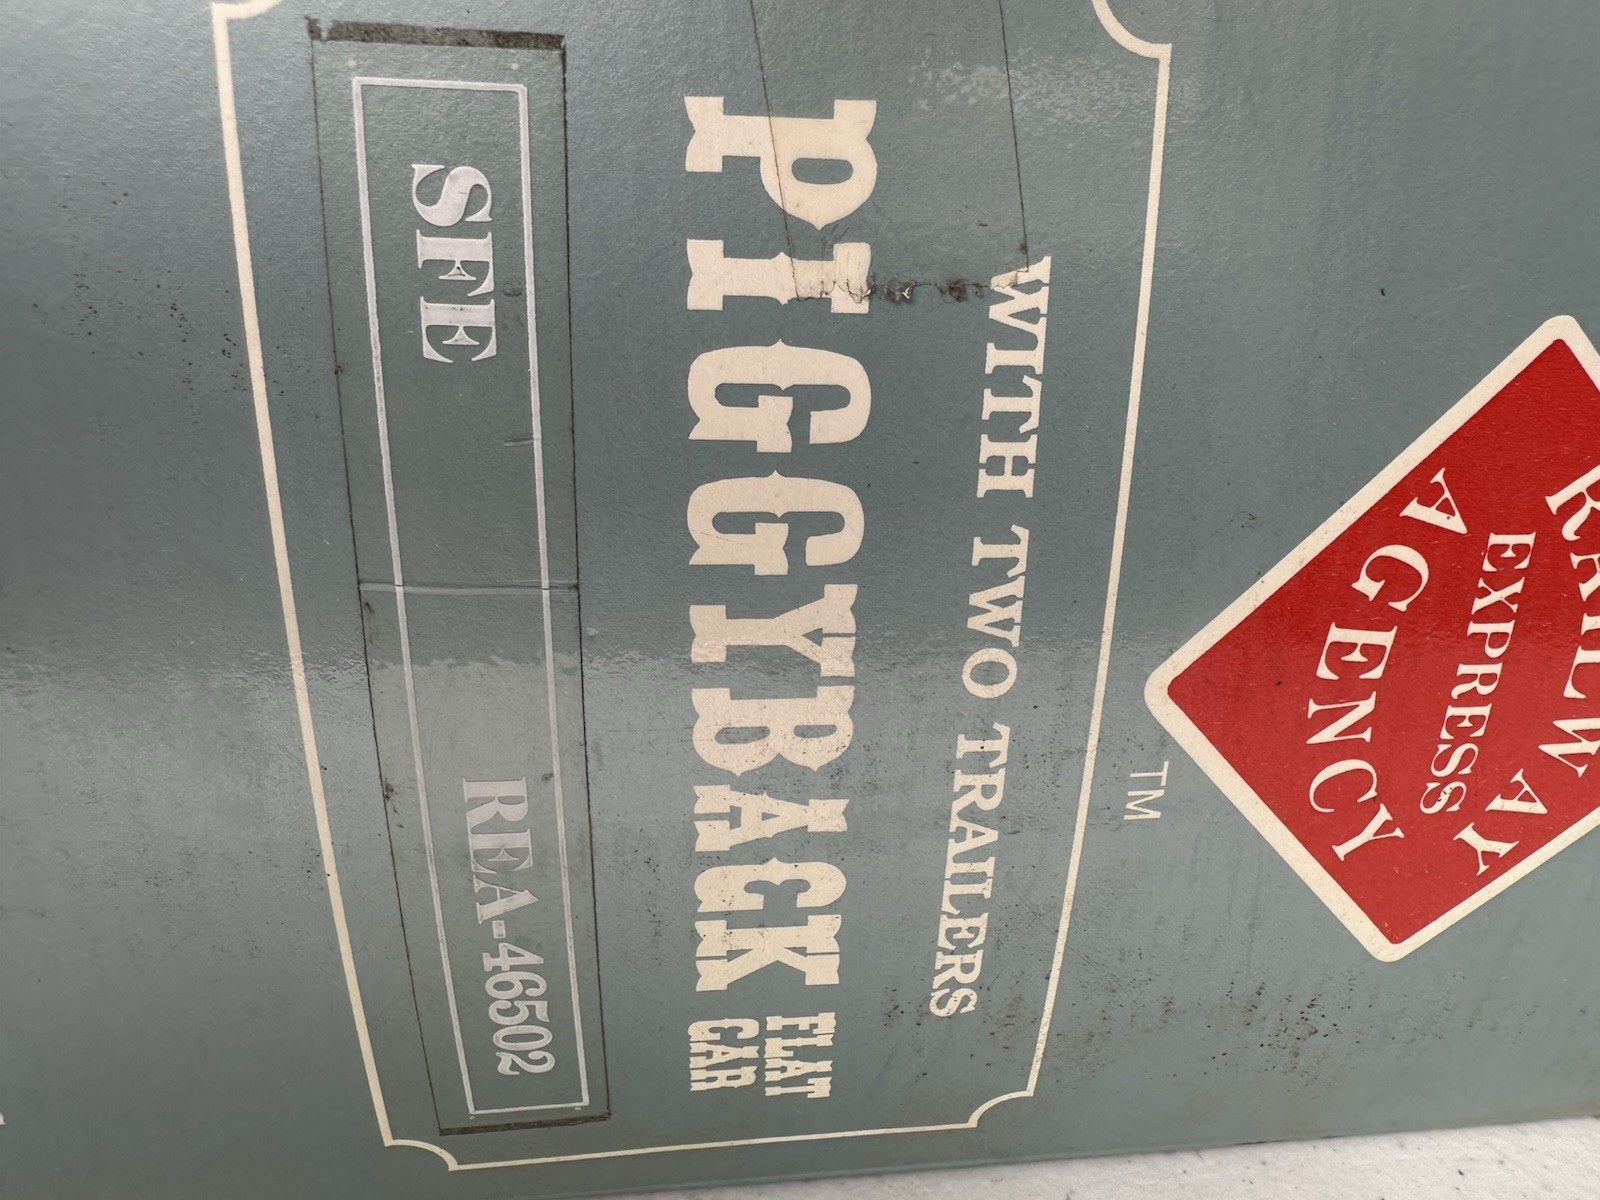 RAILWAY
EXPRESS
AGENCY
TM
WITH TWO TRAILERS
PIGGYBACK FLAT CAR
SFE REA-46502